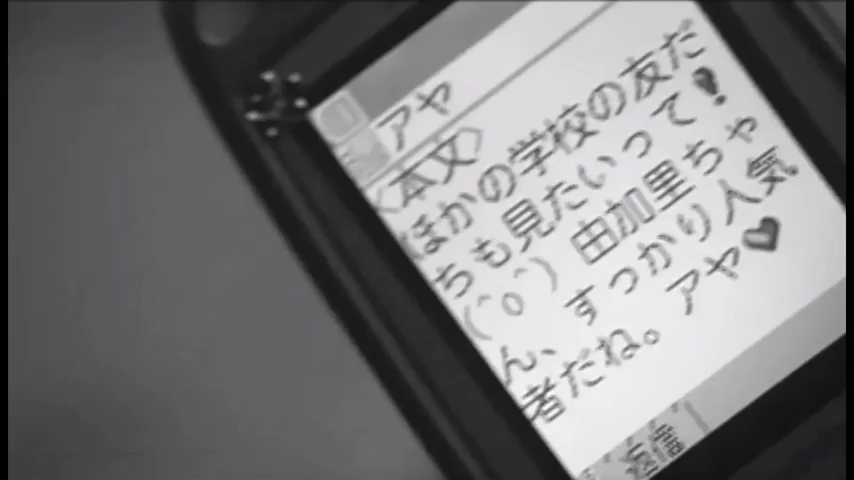 アヤ
〈本文〉
ほかの学校の友だ
ちも見たいって!
(^o^) 由加里ちゃ
ん、すっかり人気
者だね。アヤ♥
返信